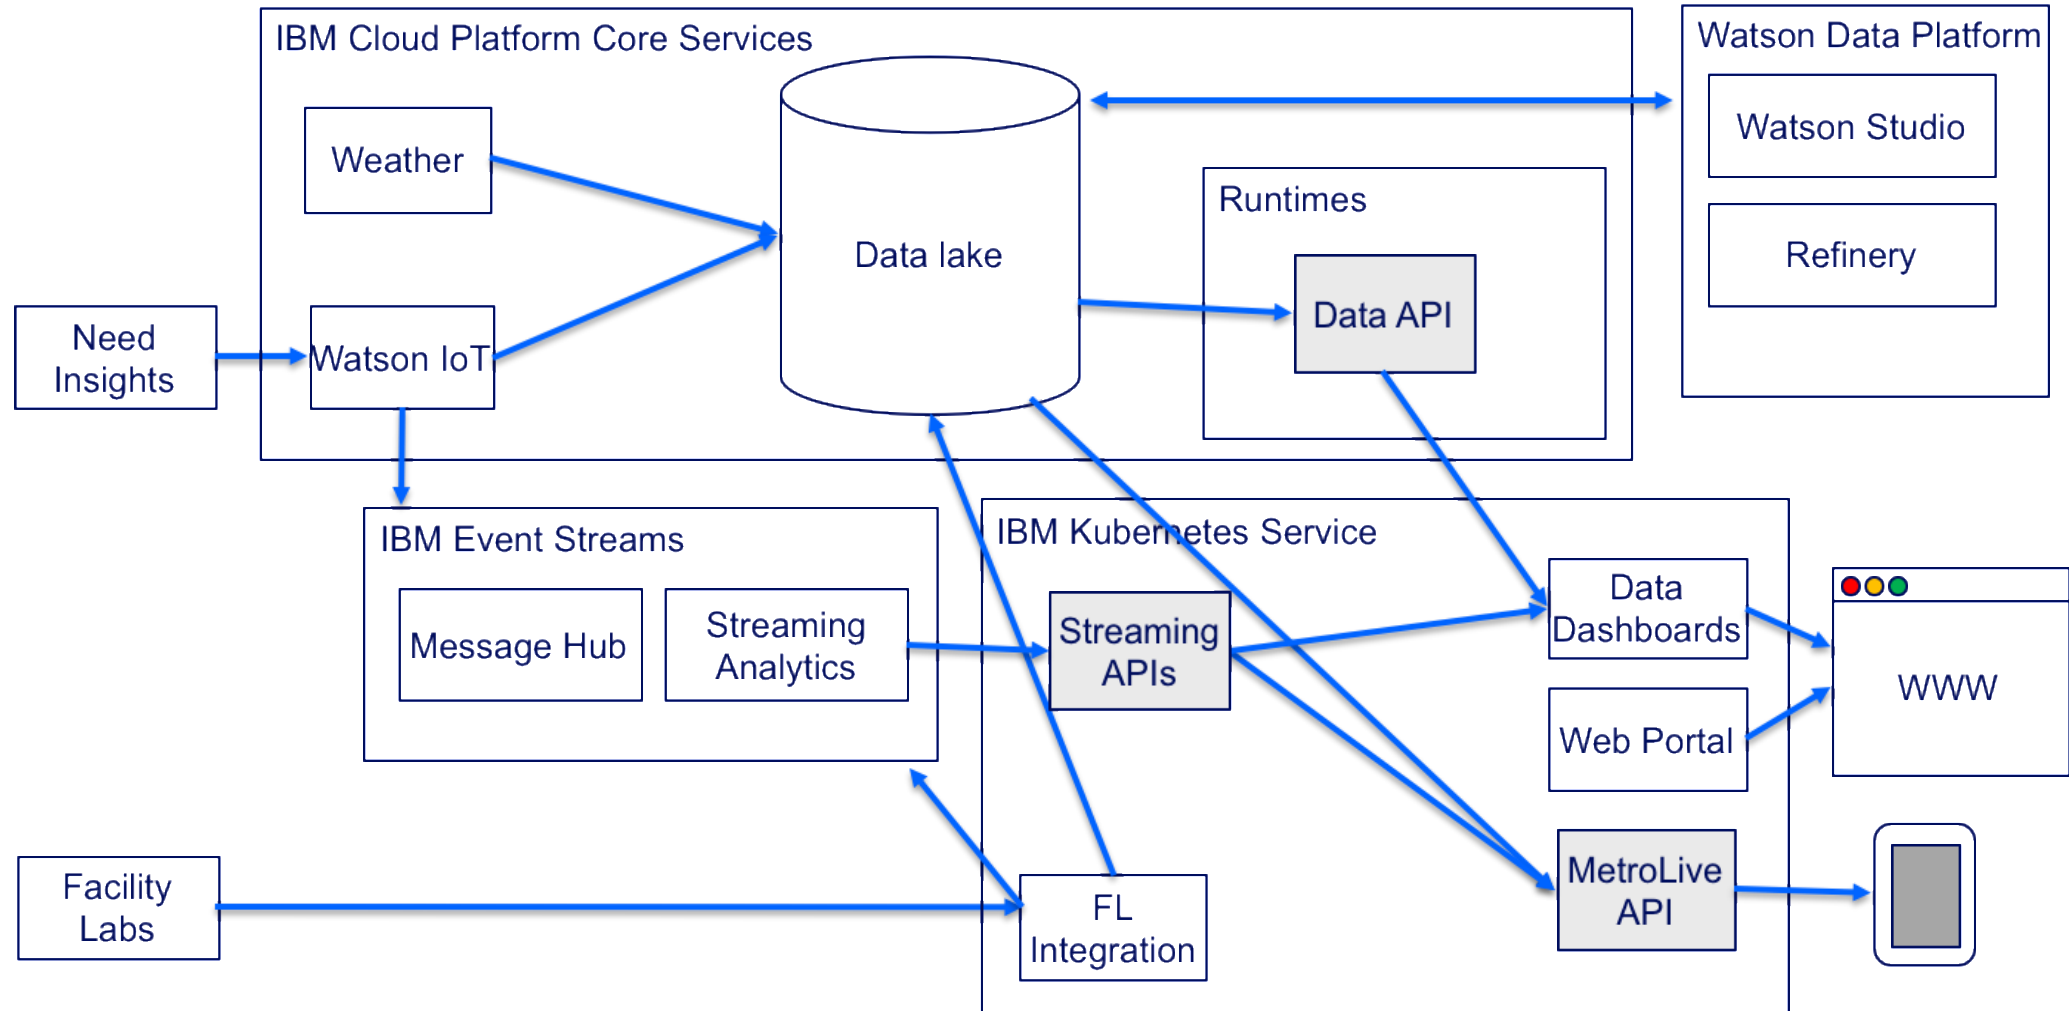 IBM Cloud Platform Core Services
Watson Data Platform
Weather
Watson Studio
Runtimes
Data lake
Refinery
Data API
Need
Insights
Watson IoT
IBM Event Streams
IBM Kubernetes Service
Message Hub
Streaming
Analytics
Streaming
APIs
Data
Dashboards
Web Portal
WWW
Facility
Labs
FL
Integration
MetroLive
API